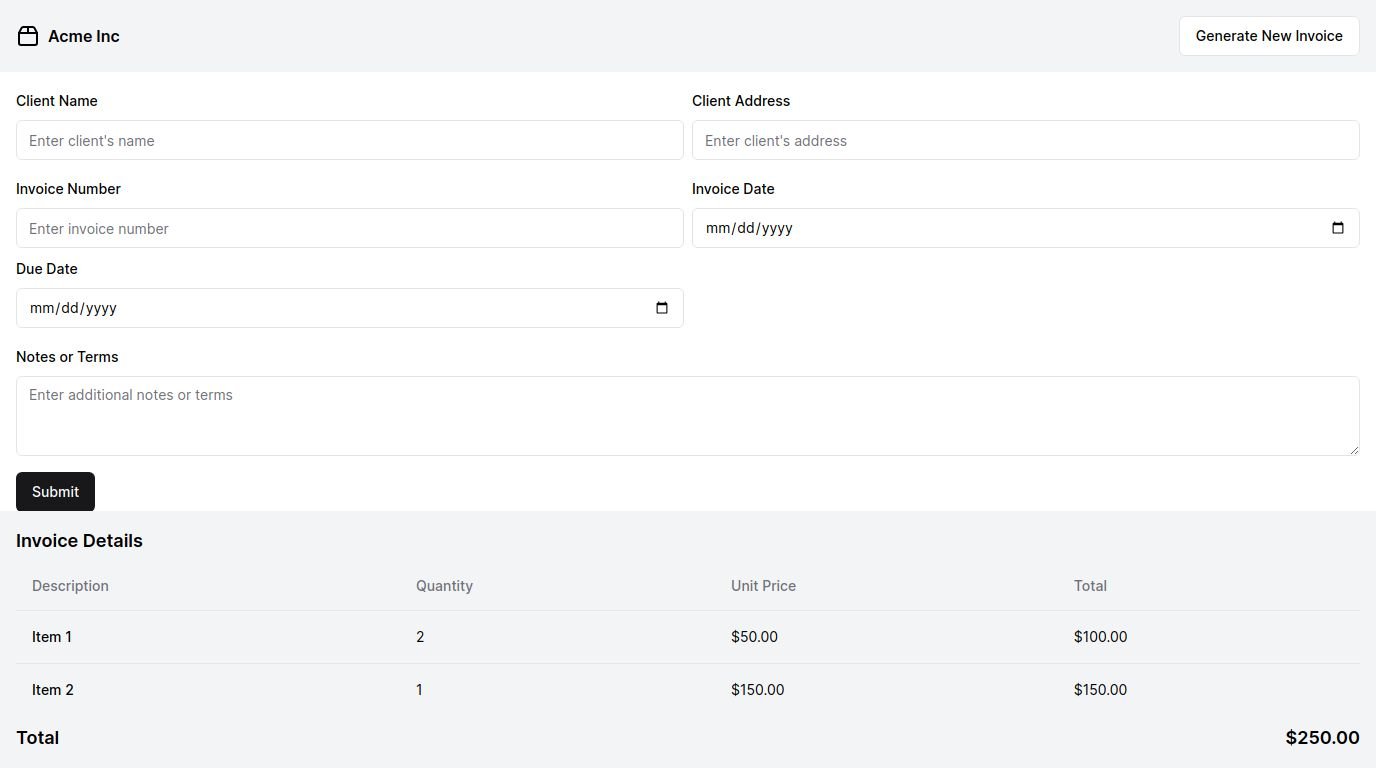 Acme Inc
Generate New Invoice
Client Name
Client Address
Enter client's name
Enter client's address
Invoice Number
Invoice Date
Enter invoice number
mm/dd/yyyy
Due Date
mm/dd/yyyy
Notes or Terms
Enter additional notes or terms
Submit
Invoice Details
Description Quantity Unit Price Total
Item 1 2 $50.00 $100.00
Item 2 1 $150.00 $150.00
Total $250.00